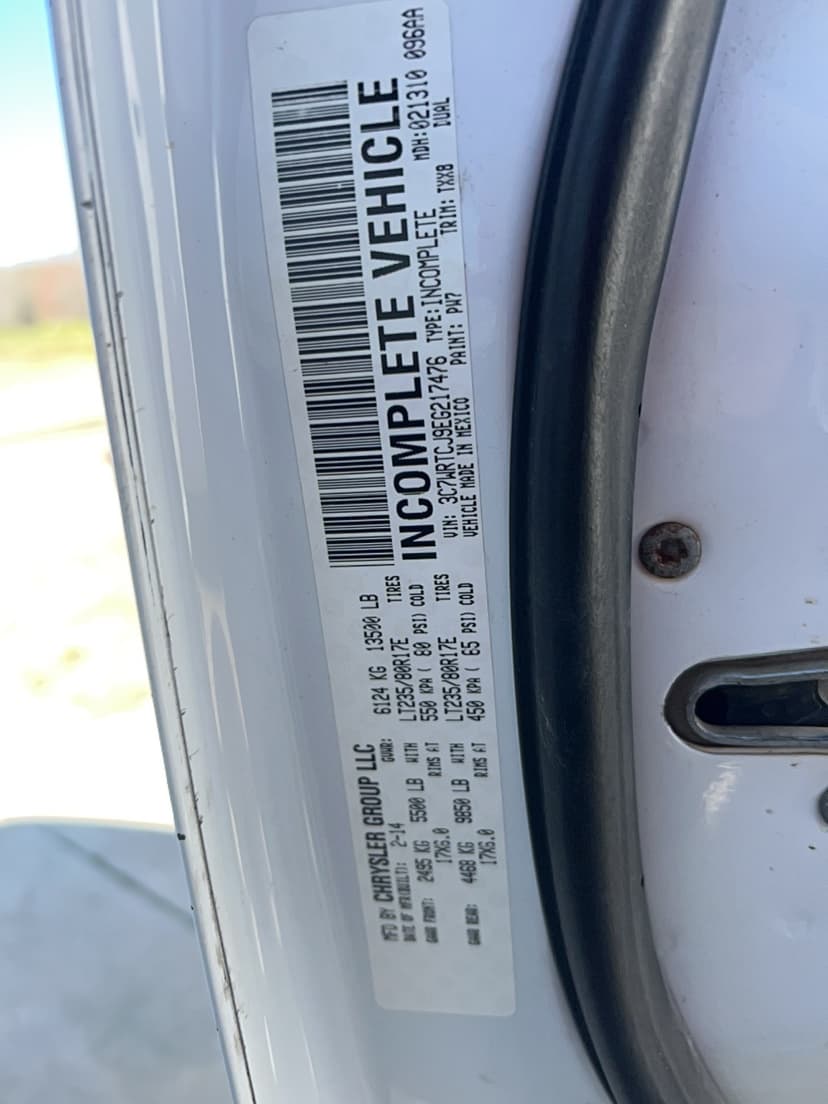 MFD BY CHRYSLER GROUP LLC
DATE OF MFR(BUILT): 2-14
GVWR: 6124 KG 13500 LB
GAWR FRONT: 2495 KG 5500 LB WITH LT235/80R17E TIRES
17X6.0 RIMS AT 550 KPA ( 80 PSI) COLD
GAWR REAR: 4468 KG 9850 LB WITH LT235/80R17E TIRES
17X6.0 RIMS AT 450 KPA ( 65 PSI) COLD
INCOMPLETE VEHICLE
MDH:021310 096AA
VIN: 3C7WRTCJ9EG217476 TYPE:INCOMPLETE DUAL
VEHICLE MADE IN MEXICO PAINT: PW7 TRIM: TXX8